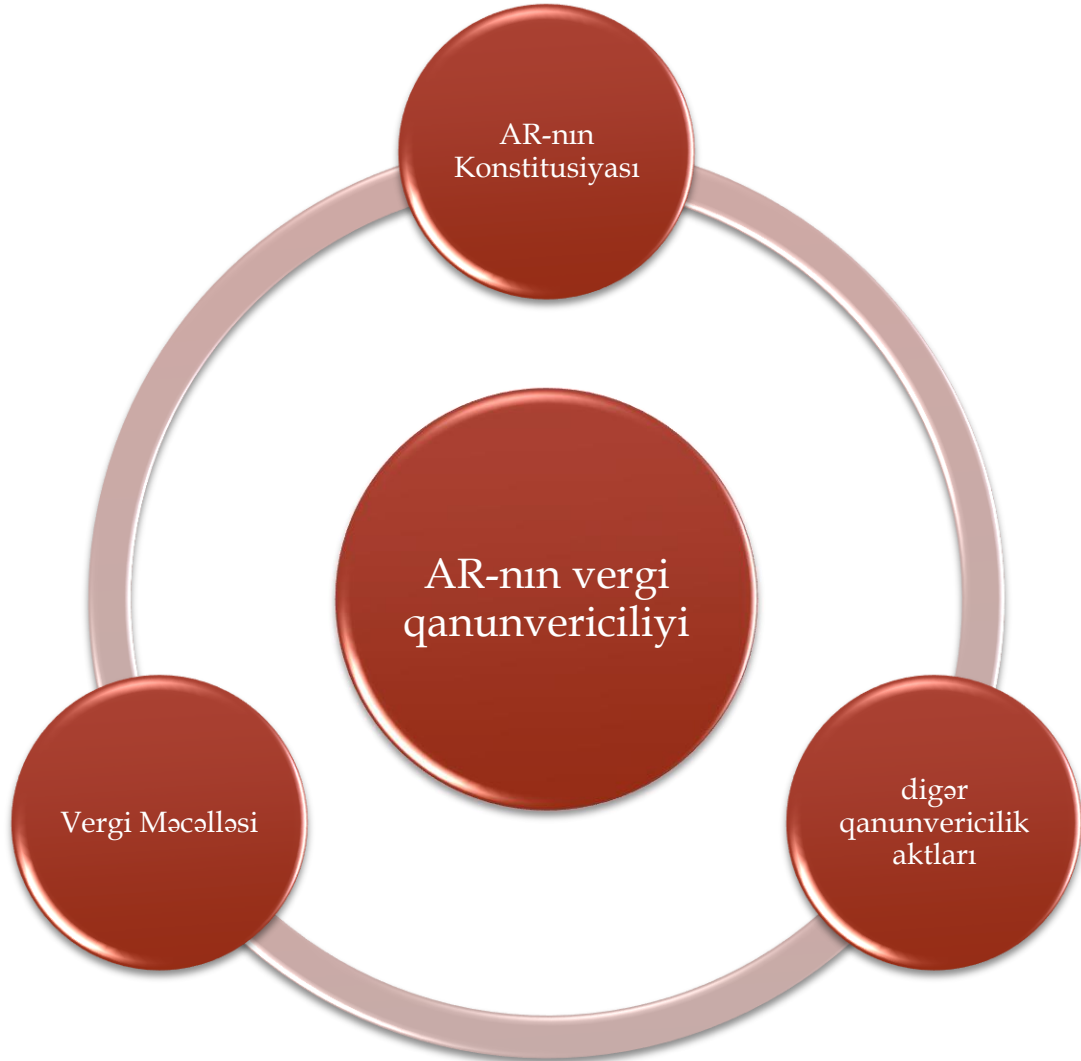 AR-nın
Konstitusiyası
AR-nın vergi
qanunvericiliyi
Vergi Məcəlləsi
digər
qanunvericilik
aktları